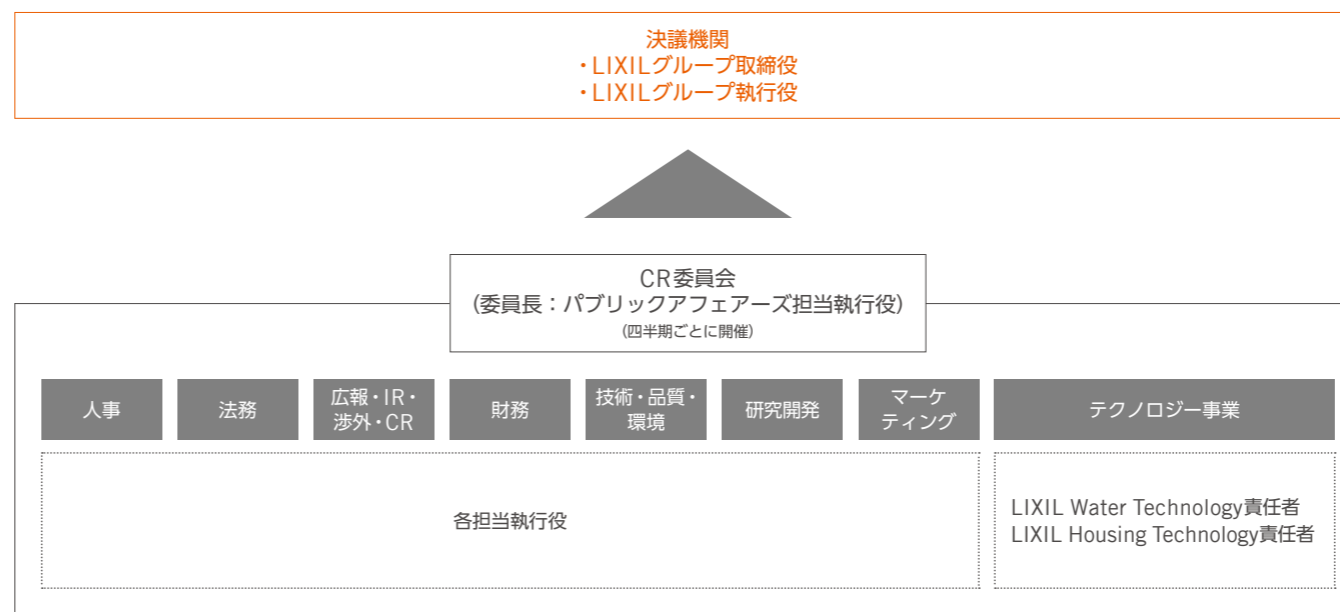 決議機関
・LIXILグループ取締役
・LIXILグループ執行役
CR委員会
(委員長：パブリックアフェアーズ担当執行役)
(四半期ごとに開催)
人事
法務
広報・IR・
渉外・CR
財務
技術・品質・
環境
研究開発
マーケ
ティング
テクノロジー事業
各担当執行役
LIXIL Water Technology責任者
LIXIL Housing Technology責任者